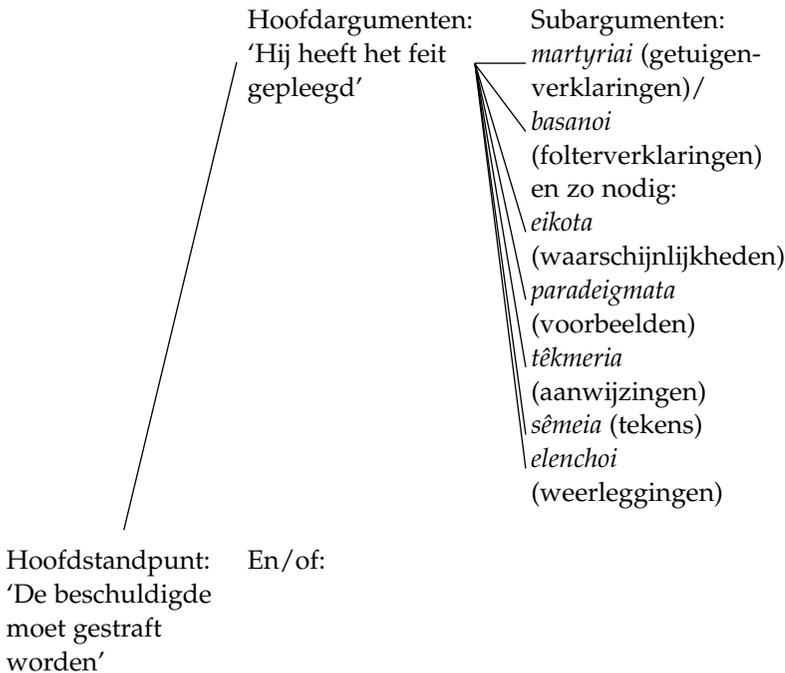 Hoofdargumenten:
'Hij heeft het feit
gepleegd'
Subargumenten:
martyriai (getuigen-
verklaringen)/
basanoi
(folterverklaringen)
en zo nodig:
eikota
(waarschijnlijkheden)
paradeigmata
(voorbeelden)
têkmeria
(aanwijzingen)
sêmeia (tekens)
elenchoi
(weerleggingen)
Hoofdstandpunt:
'De beschuldigde
moet gestraft
worden'
En/of: